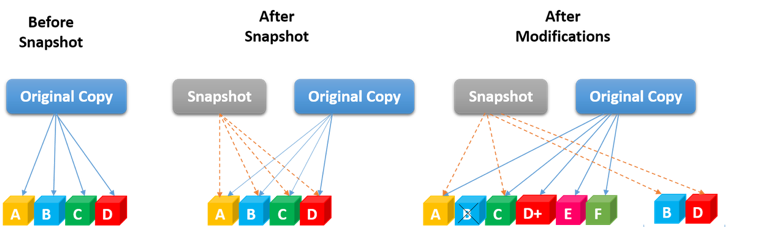 Before
Snapshot
After
Snapshot
After
Modifications
Original Copy
Snapshot
Original Copy
Snapshot
Original Copy
A B C D
A B C D
A B C D+ E F
B D